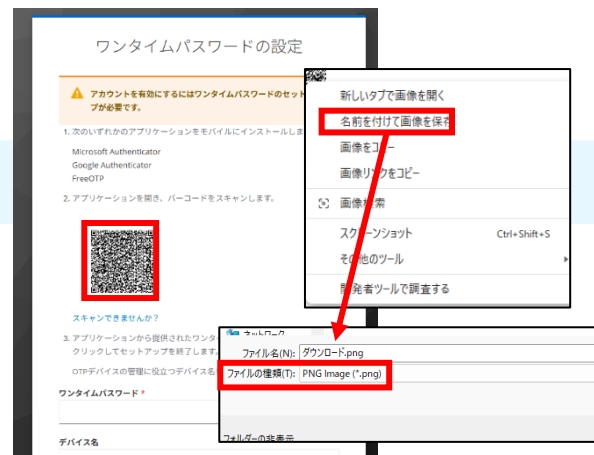 ワンタイムパスワードの設定
アカウントを有効にするにはワンタイムパスワードのセット
プが必要です。
1. 次のいずれかのアプリケーションをモバイルにインストールしま
Microsoft Authenticator
Google Authenticator
FreeOTP
2. アプリケーションを開き、バーコードをスキャンします。
スキャンできませんか？
3. アプリケーションから提供されたワンタ
クリックしてセットアップを終了します。
OTPデバイスの管理に役立つデバイス名
ワンタイムパスワード *
デバイス名
新しいタブで画像を開く
名前を付けて画像を保存
画像をコピー
画像リンクをコピー
画像検索
スクリーンショット Ctrl+Shift+S
その他のツール
開発者ツールで調査する
ネットワーク
ファイル名(N): ダウンロード.png
ファイルの種類(T): PNG Image (*.png)
フォルダーの非表示